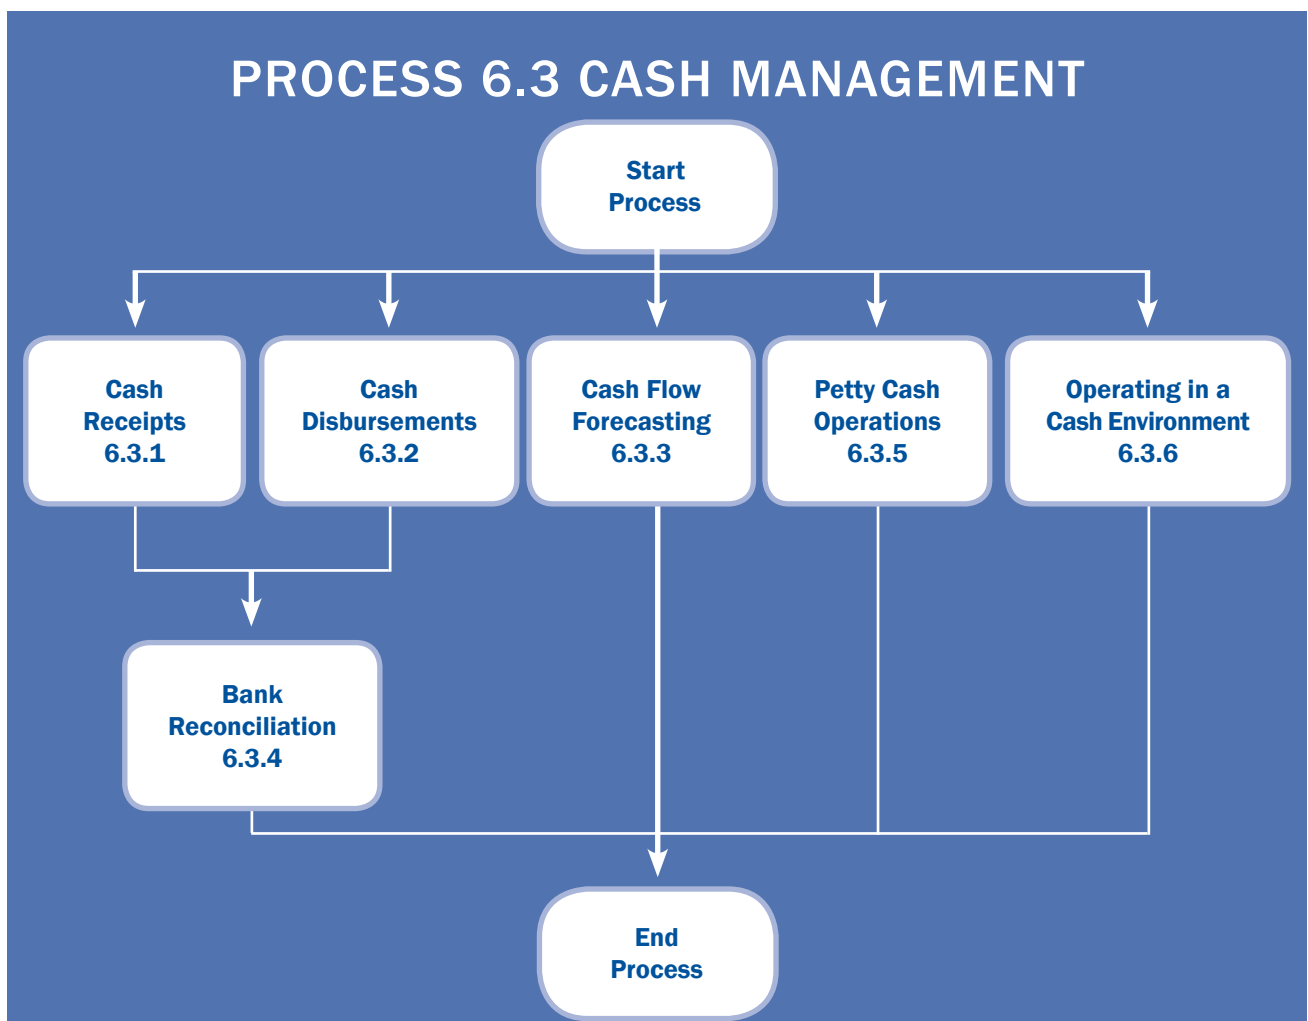 PROCESS 6.3 CASH MANAGEMENT
Start
Process
Cash
Receipts
6.3.1
Cash
Disbursements
6.3.2
Cash Flow
Forecasting
6.3.3
Petty Cash
Operations
6.3.5
Operating in a
Cash Environment
6.3.6
Bank
Reconciliation
6.3.4
End
Process